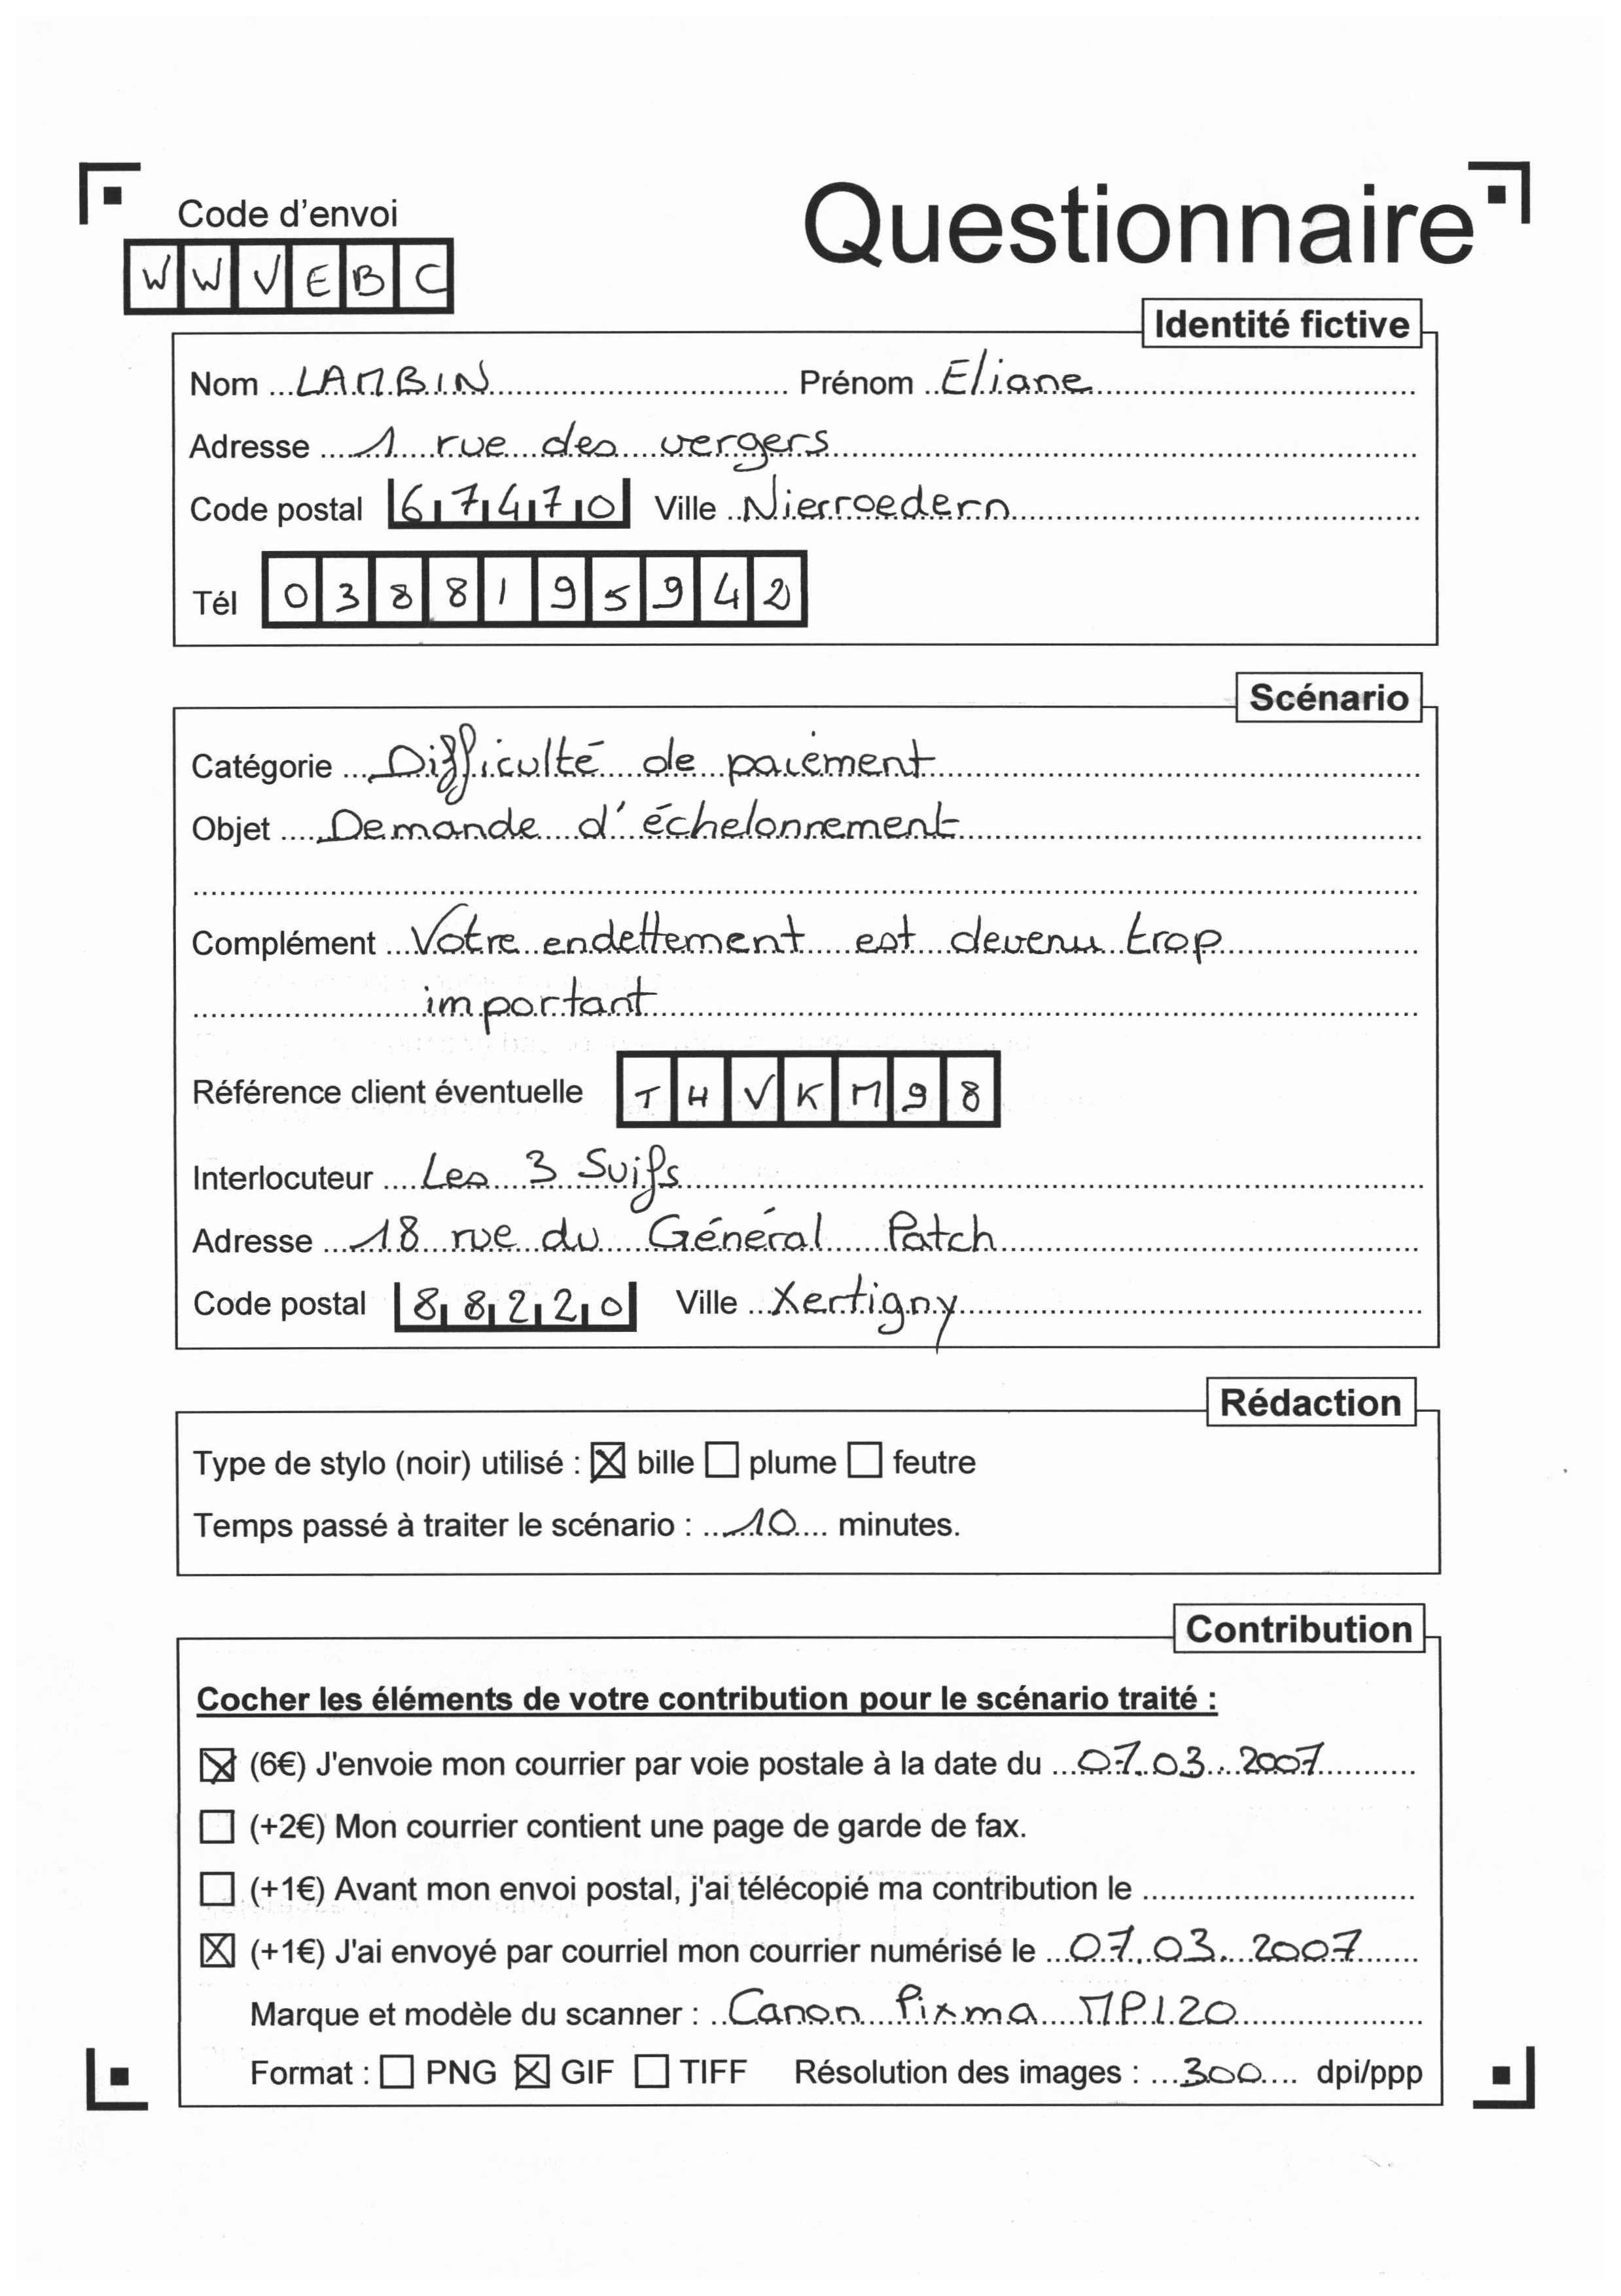 Code d'envoi
Questionnaire
WWVEBC
Identité fictive
Nom LAMBIN Prénom Eliane
Adresse 1 rue des vergers
Code postal 67470 Ville Nierroedern
Tél 0388195942
Scénario
Catégorie Difficulté de paiement
Objet Demande d'échelonnement
Complément Votre endettement est devenu trop
important
Référence client éventuelle THVKM98
Interlocuteur Les 3 Suifs
Adresse 18 rue du Général Patch
Code postal 88220 Ville Xertigny
Rédaction
Type de stylo (noir) utilisé : ☒ bille ☐ plume ☐ feutre
Temps passé à traiter le scénario : 10 minutes.
Contribution
Cocher les éléments de votre contribution pour le scénario traité :
☒ (6€) J'envoie mon courrier par voie postale à la date du 07.03.2007
☐ (+2€) Mon courrier contient une page de garde de fax.
☐ (+1€) Avant mon envoi postal, j'ai télécopié ma contribution le
☒ (+1€) J'ai envoyé par courriel mon courrier numérisé le 07.03.2007
Marque et modèle du scanner : Canon Pixma MP120
Format : ☐ PNG ☒ GIF ☐ TIFF Résolution des images : 300 dpi/ppp